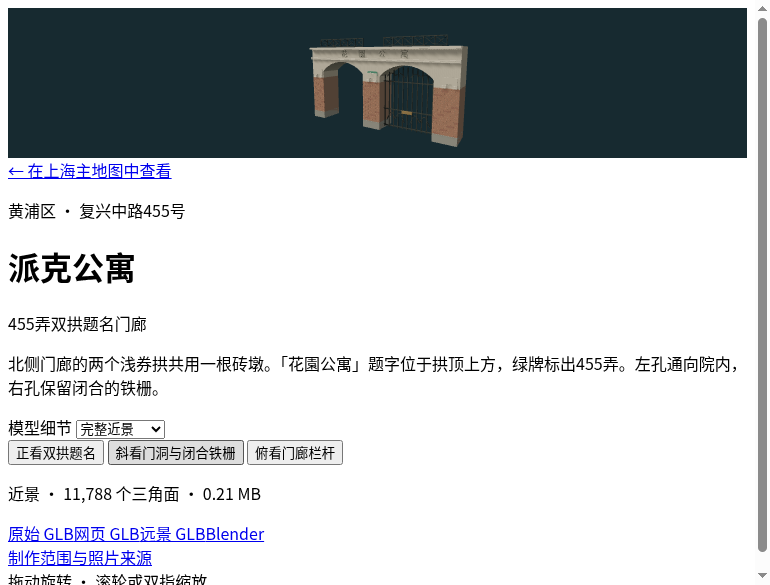 花園公寓
← 在上海主地图中查看
黄浦区 · 复兴中路455号
派克公寓
455弄双拱题名门廊
北侧门廊的两个浅券拱共用一根砖墩。「花園公寓」题字位于拱顶上方，绿牌标出455弄。左孔通向院内，
右孔保留闭合的铁栅。
模型细节 完整近景
正看双拱题名 斜看门洞与闭合铁栅 俯看门廊栏杆
近景 · 11,788 个三角面 · 0.21 MB
原始 GLB网页 GLB远景 GLBBlender
制作范围与照片来源
拖动旋转 · 滚轮或双指缩放